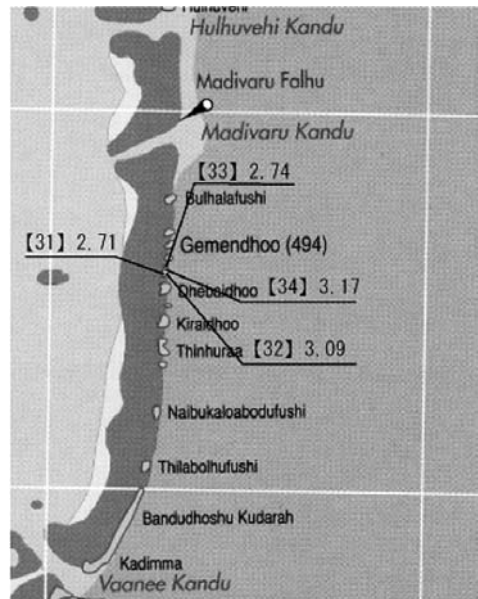 Hulhuvehi
Hulhuvehi Kandu
Madivaru Falhu
Madivaru Kandu
【33】2.74
Bulhalafushi
【31】2.71
Gemendhoo (494)
Dhebaidhoo
【34】3.17
Kiraidhoo
Thinhuraa
【32】3.09
Naibukaloabodufushi
Thilabolhufushi
Bandudhoshu Kudarah
Kadimma
Vaanee Kandu